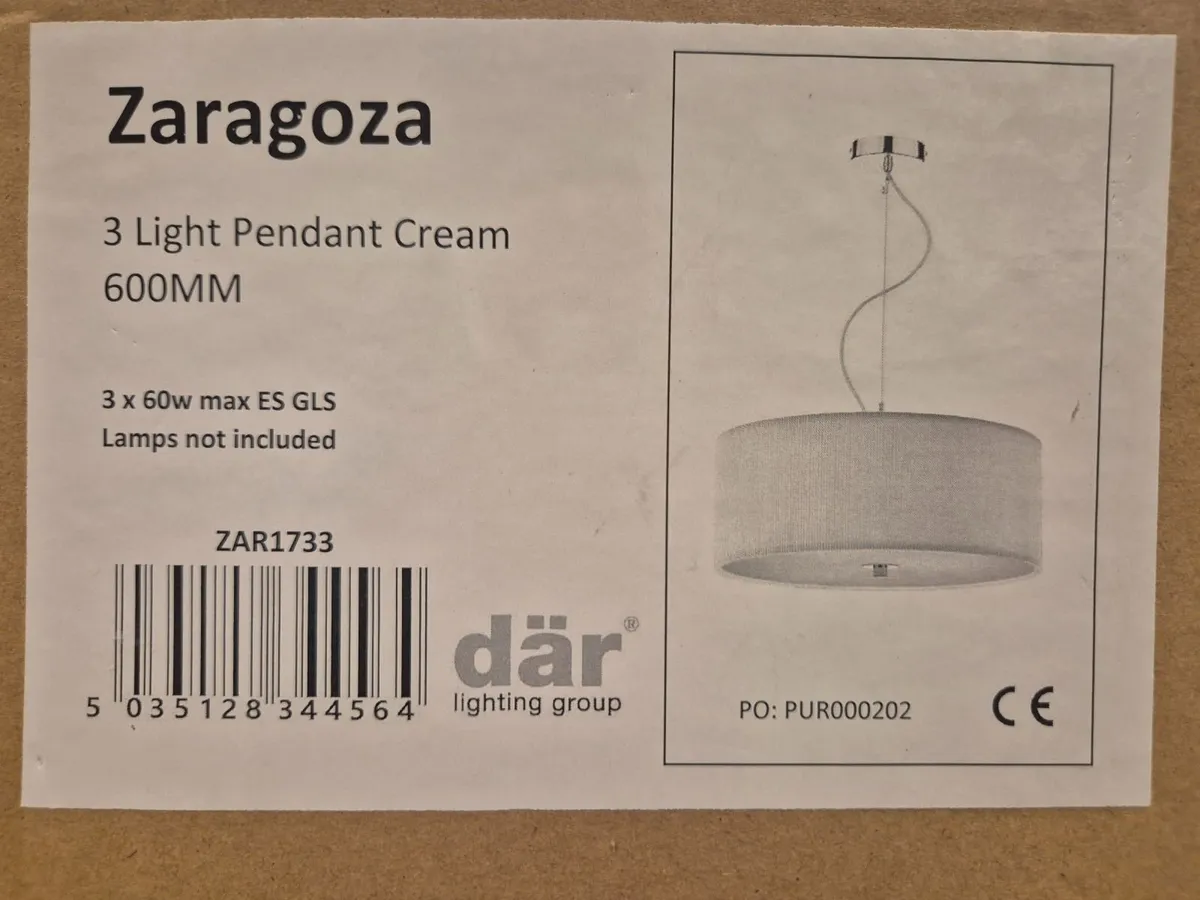 Zaragoza
3 Light Pendant Cream
600MM
3 x 60w max ES GLS
Lamps not included
ZAR1733
5 035128 344564
där®
lighting group
PO: PUR000202
CE